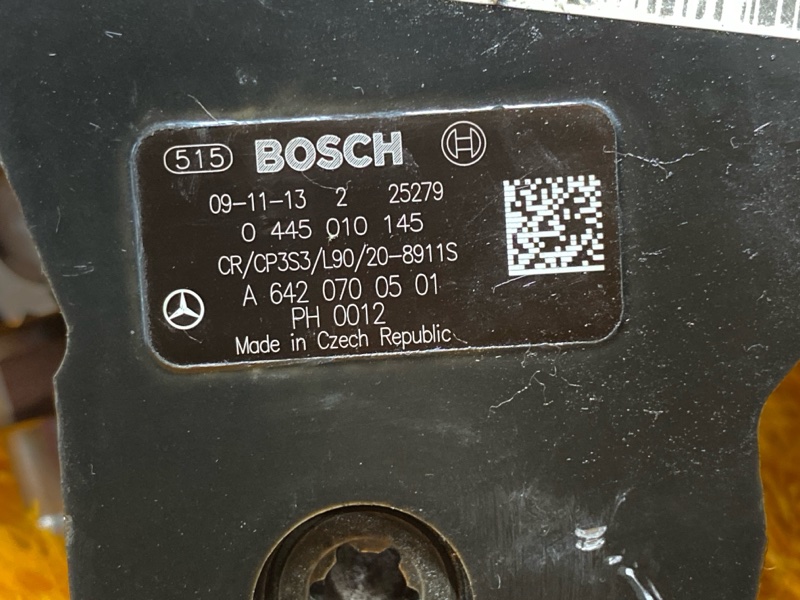 515 BOSCH
09-11-13 2 25279
0 445 010 145
CR/CP3S3/L90/20-8911S
A 642 070 05 01
PH 0012
Made in Czech Republic